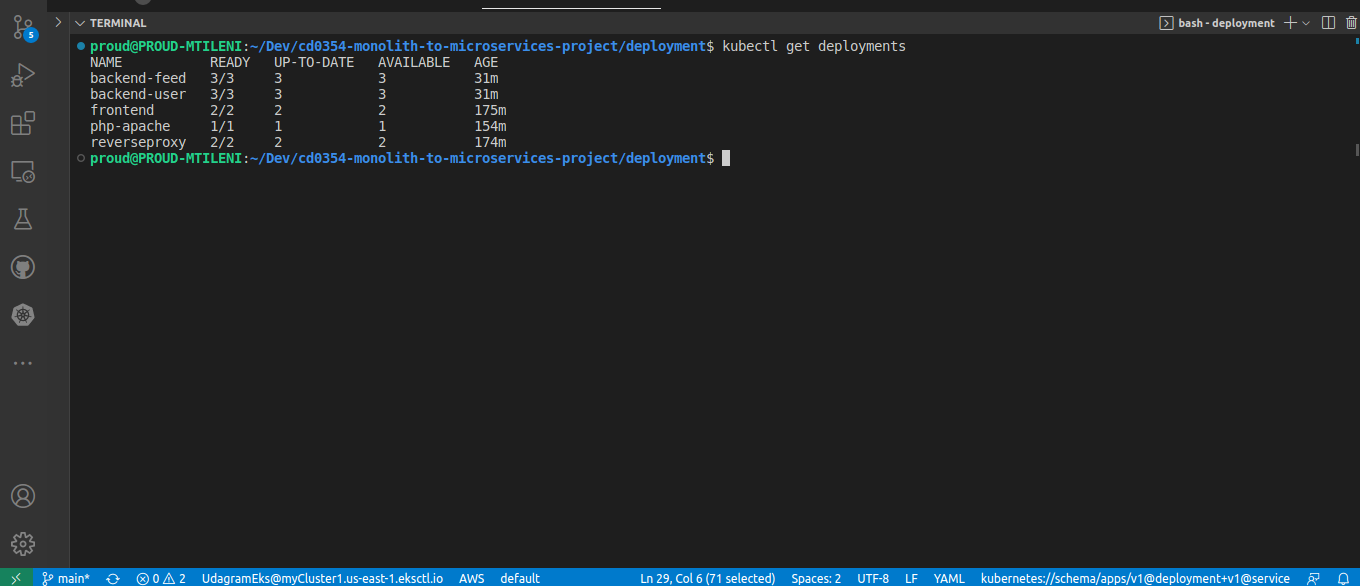 TERMINAL
bash - deployment
5
proud@PROUD-MTILENI:~/Dev/cd0354-monolith-to-microservices-project/deployment$ kubectl get deployments
NAME READY UP-TO-DATE AVAILABLE AGE
backend-feed 3/3 3 3 31m
backend-user 3/3 3 3 31m
frontend 2/2 2 2 175m
php-apache 1/1 1 1 154m
reverseproxy 2/2 2 2 174m
proud@PROUD-MTILENI:~/Dev/cd0354-monolith-to-microservices-project/deployment$
main* 0 2 UdagramEks@myCluster1.us-east-1.eksctl.io AWS default Ln 29, Col 6 (71 selected) Spaces: 2 UTF-8 LF YAML kubernetes://schema/apps/v1@deployment+v1@service